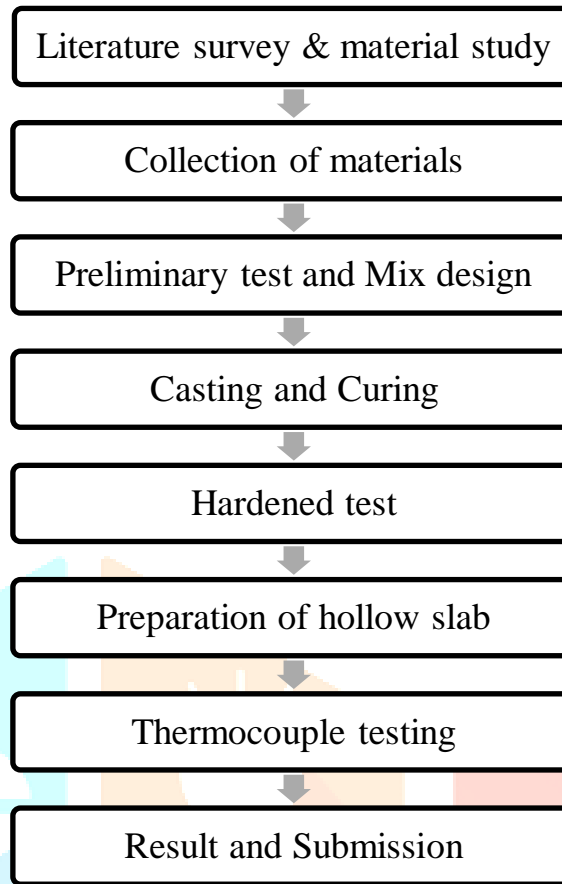 Literature survey & material study
Collection of materials
Preliminary test and Mix design
Casting and Curing
Hardened test
Preparation of hollow slab
Thermocouple testing
Result and Submission